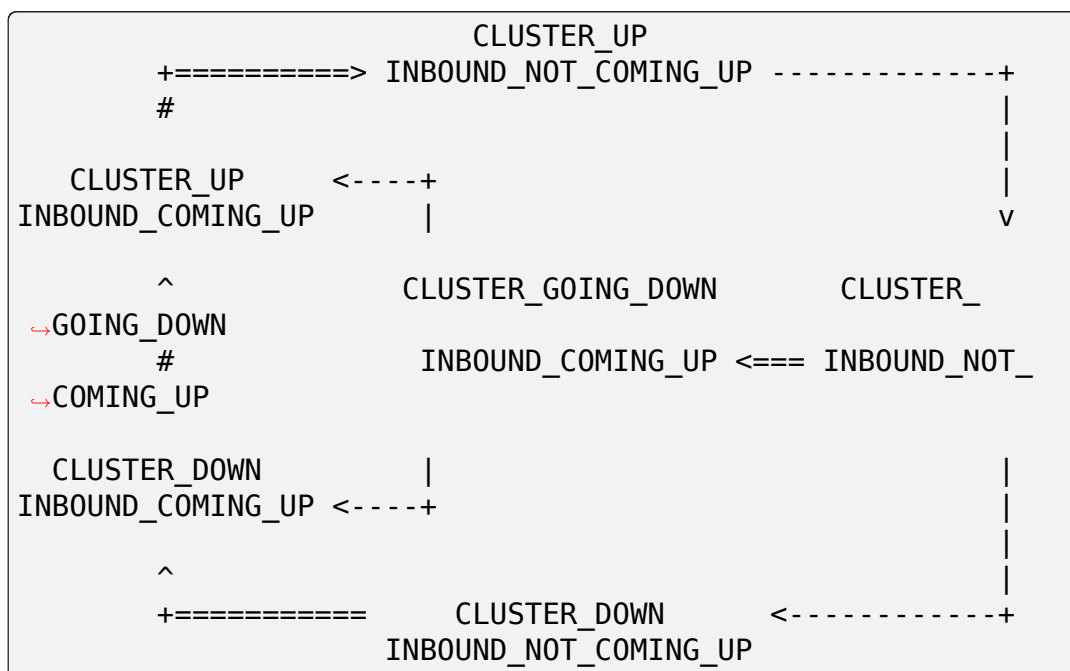 CLUSTER_UP
+==========> INBOUND_NOT_COMING_UP -------------+
# |
|
CLUSTER_UP <----+ |
INBOUND_COMING_UP | v
^ CLUSTER_GOING_DOWN CLUSTER_
↪GOING_DOWN
# INBOUND_COMING_UP <=== INBOUND_NOT_
↪COMING_UP
CLUSTER_DOWN | |
INBOUND_COMING_UP <----+ |
|
^ |
+=========== CLUSTER_DOWN <------------+
INBOUND_NOT_COMING_UP